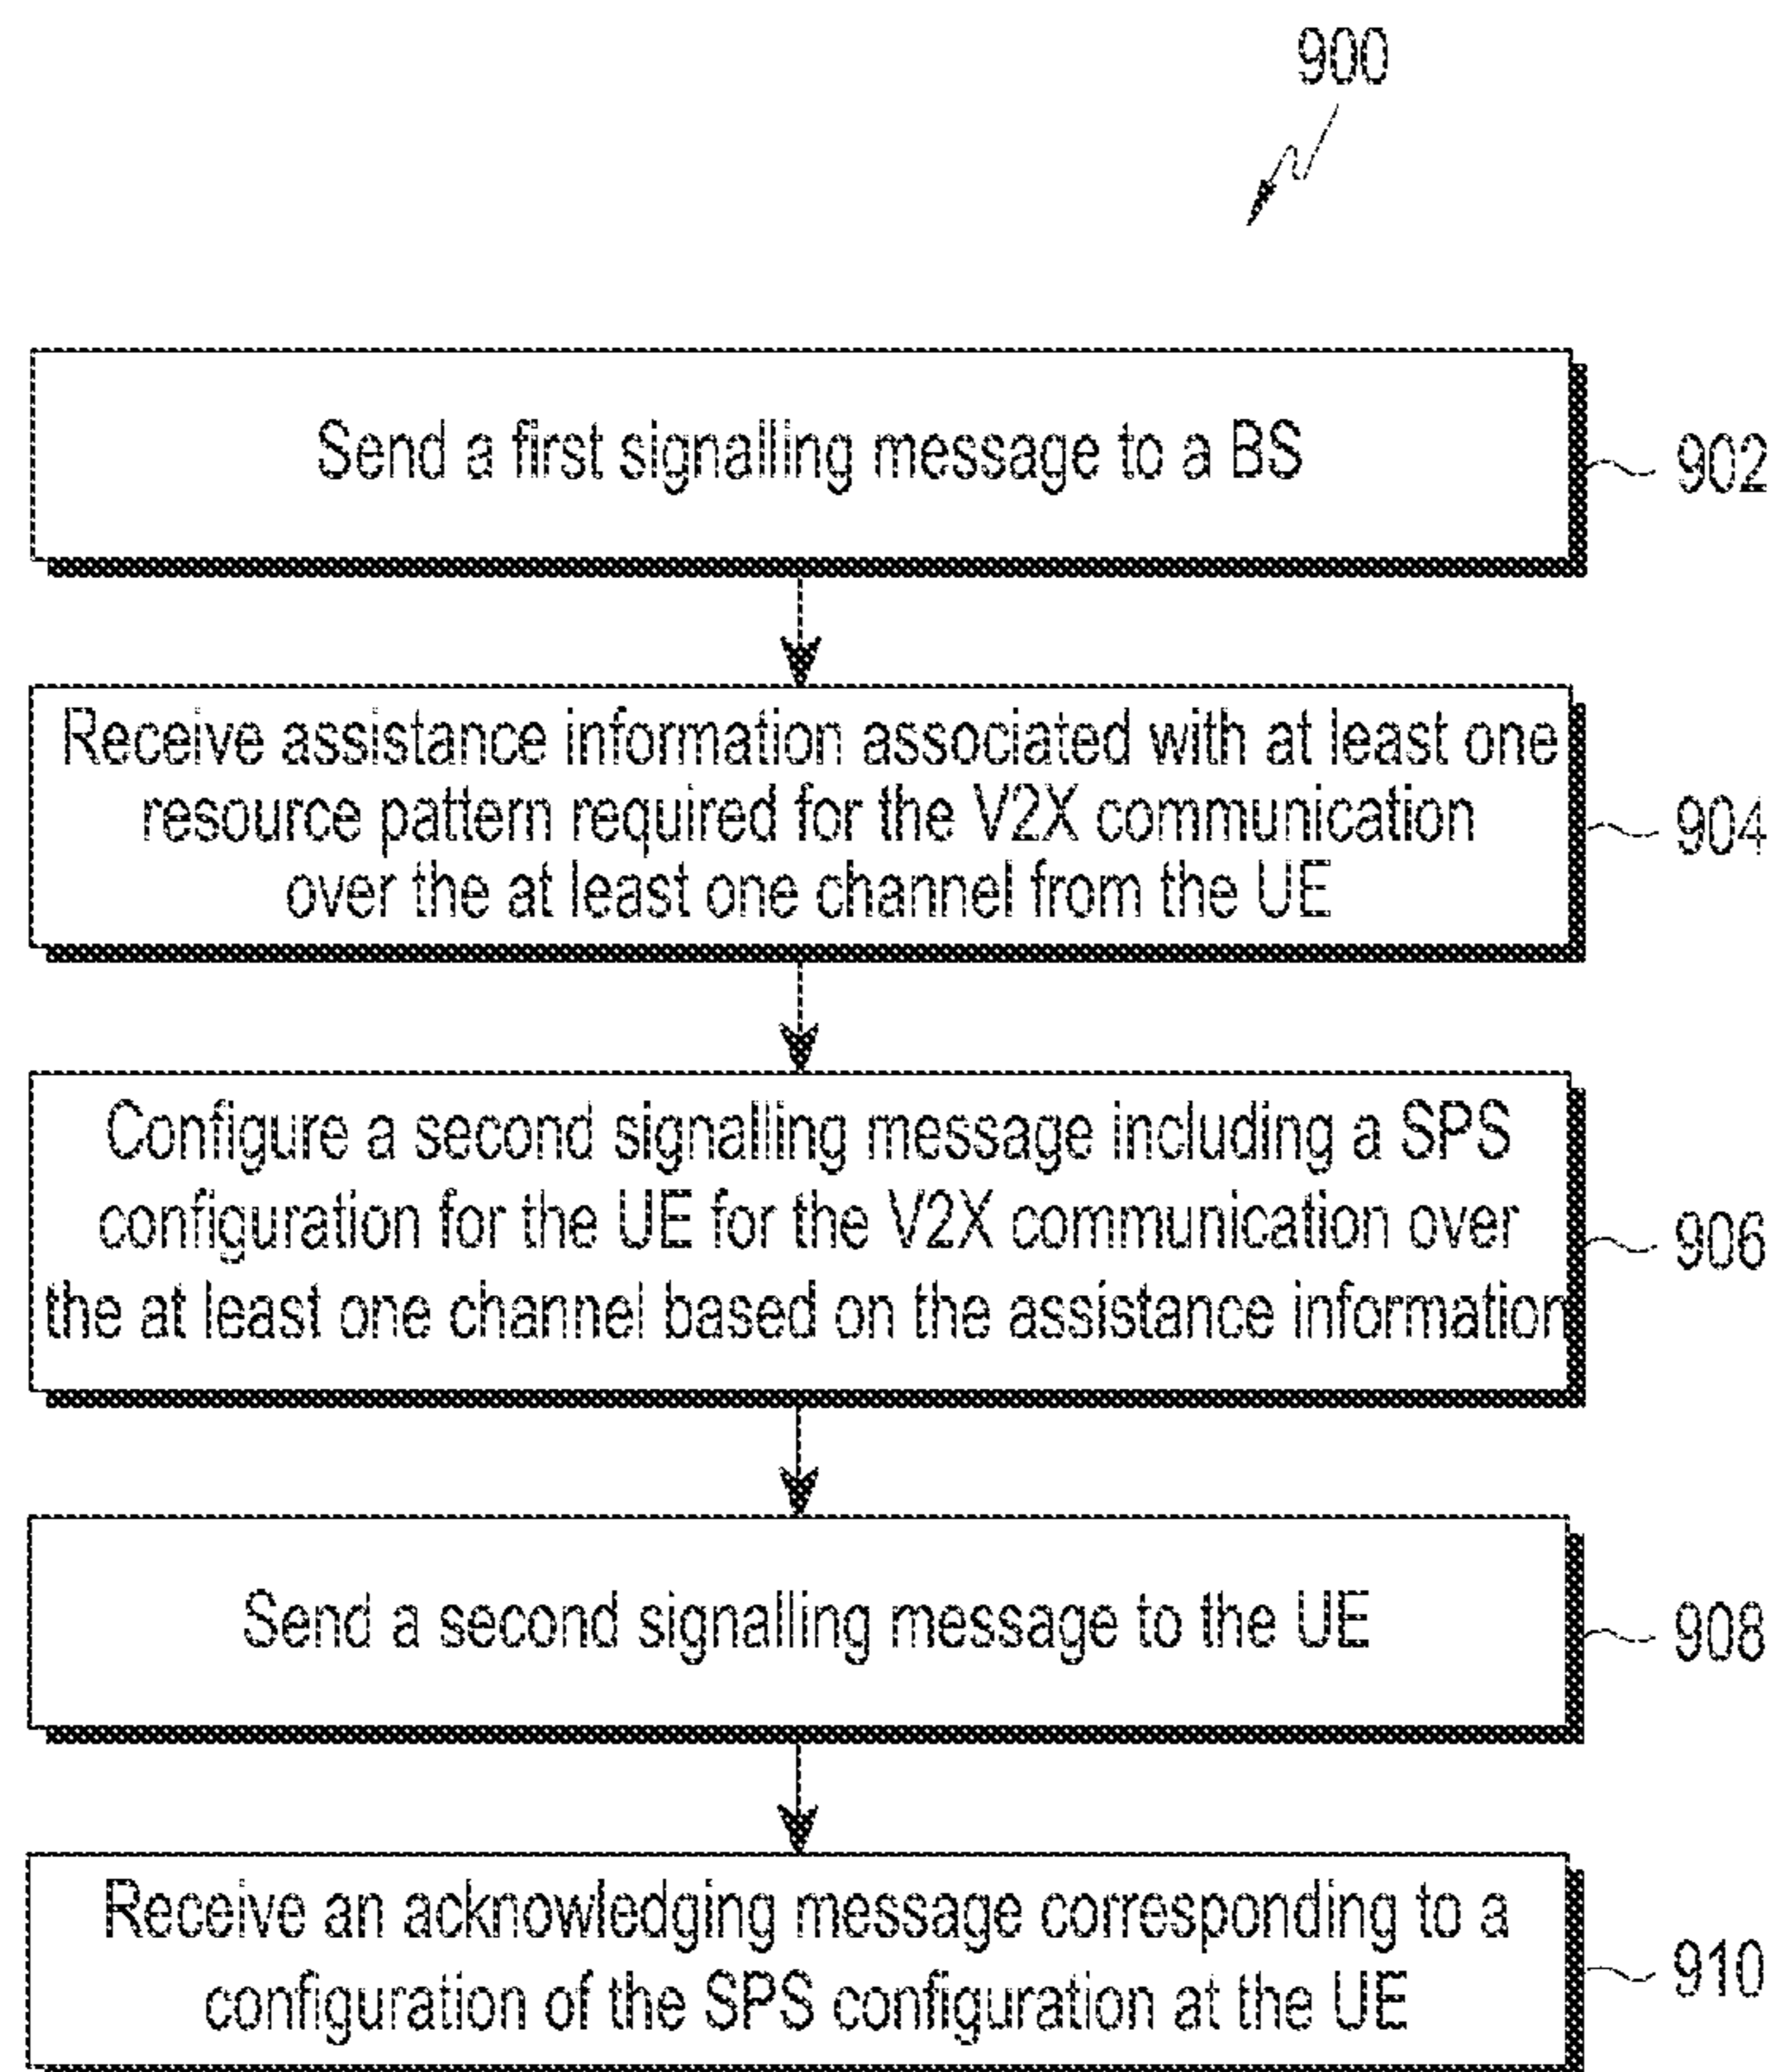 900
Send a first signalling message to a BS
902
Receive assistance information associated with at least one
resource pattern required for the V2X communication
over the at least one channel from the UE
904
Configure a second signalling message including a SPS
configuration for the UE for the V2X communication over
the at least one channel based on the assistance information
906
Send a second signalling message to the UE
908
Receive an acknowledging message corresponding to a
configuration of the SPS configuration at the UE
910